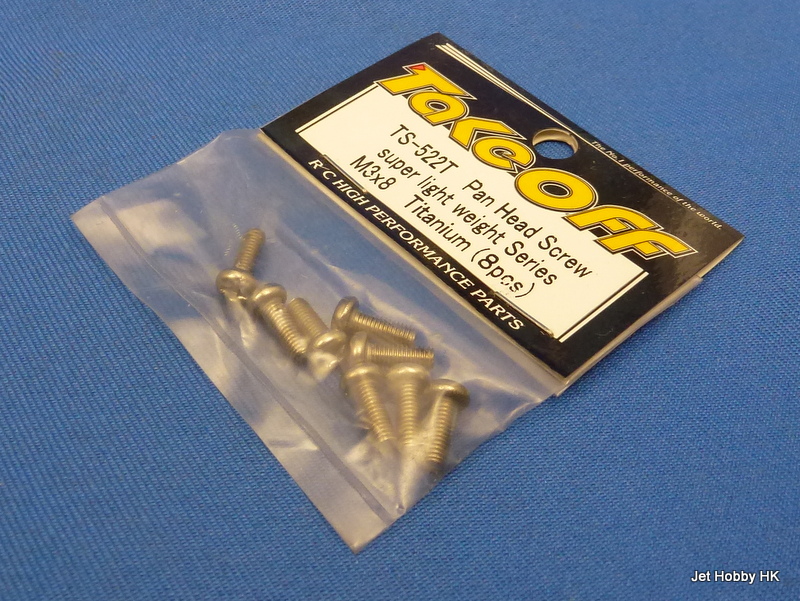 TakeOff
The No.1 performance of the world.
TS-522T Pan Head Screw
super light weight Series
M3x8 Titanium (8pcs)
R/C HIGH PERFORMANCE PARTS
Jet Hobby HK